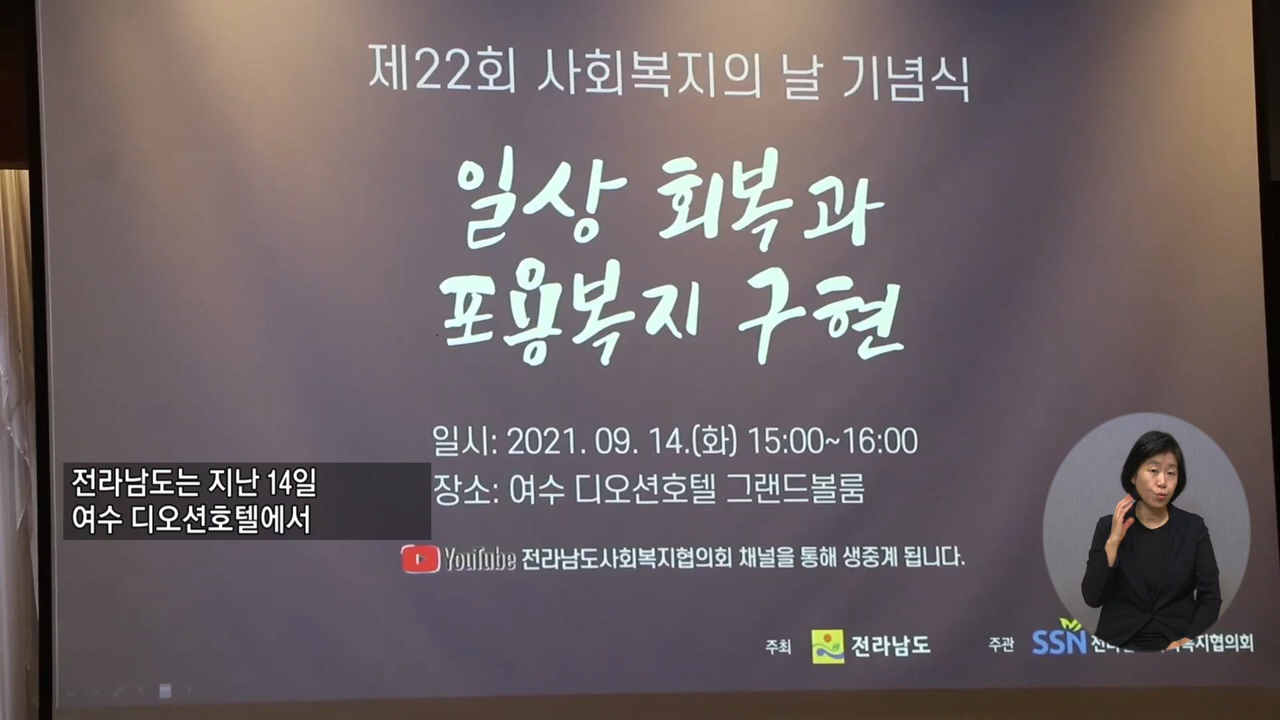 제22회 사회복지의 날 기념식
일상 회복과
포용복지 구현
일시: 2021. 09. 14.(화) 15:00~16:00
장소: 여수 디오션호텔 그랜드볼룸
전라남도는 지난 14일
여수 디오션호텔에서
YouTube 전라남도사회복지협의회 채널을 통해 생중계 됩니다.
주최 전라남도
주관 SSN